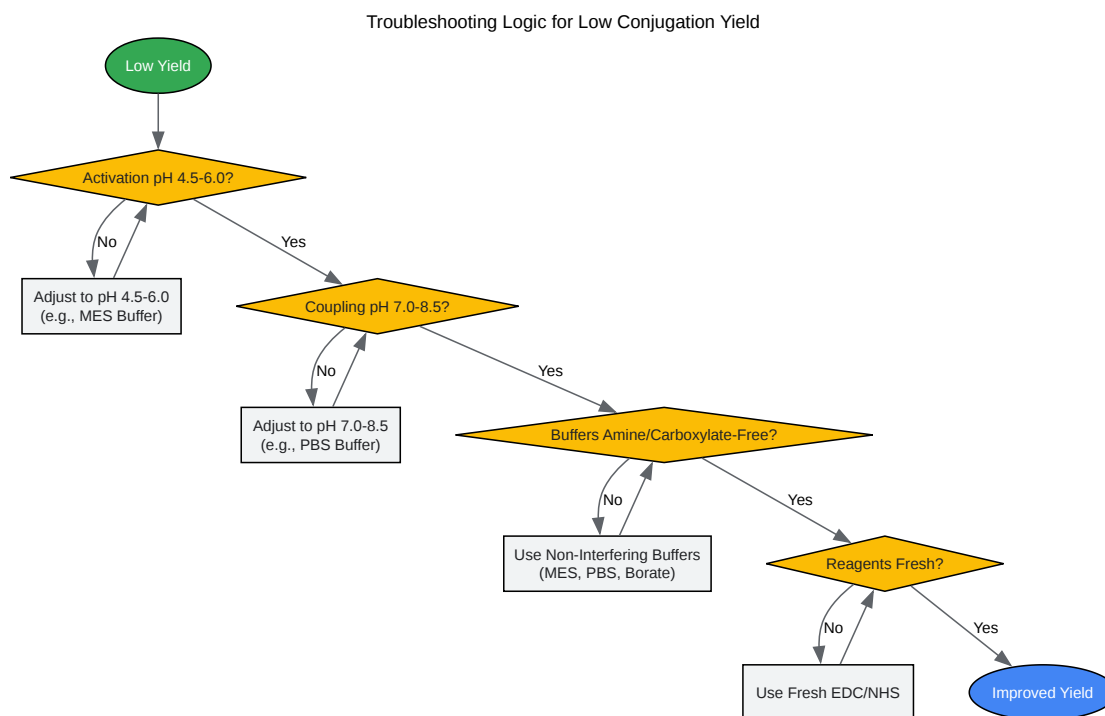 Troubleshooting Logic for Low Conjugation Yield
Low Yield
Activation pH 4.5-6.0?
No
Yes
Adjust to pH 4.5-6.0
(e.g., MES Buffer)
Coupling pH 7.0-8.5?
No
Yes
Adjust to pH 7.0-8.5
(e.g., PBS Buffer)
Buffers Amine/Carboxylate-Free?
No
Yes
Use Non-Interfering Buffers
(MES, PBS, Borate)
Reagents Fresh?
No
Yes
Use Fresh EDC/NHS
Improved Yield